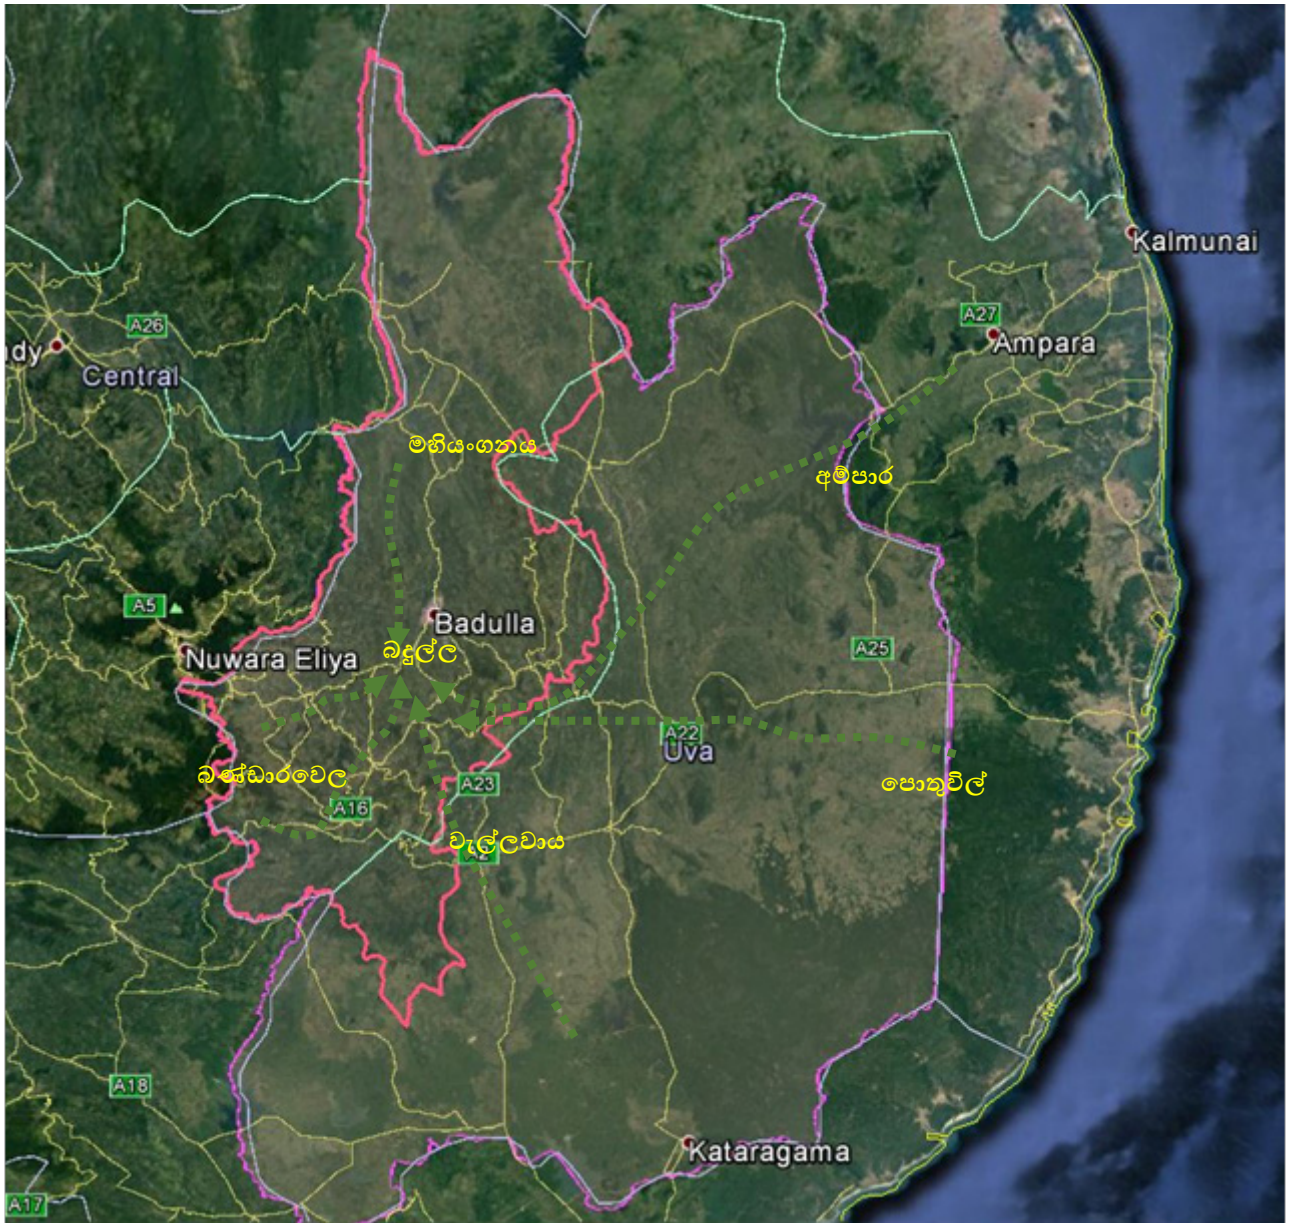 Kalmunai
A27
A26
ndy
Ampara
Central
මහියංගනය
අම්පාර
A5
Badulla
බදුල්ල
A25
Nuwara Eliya
A22
Uva
බණ්ඩාරවෙල
A23
පොතුවිල්
A16
වැල්ලවාය
A2
A18
Kataragama
A17